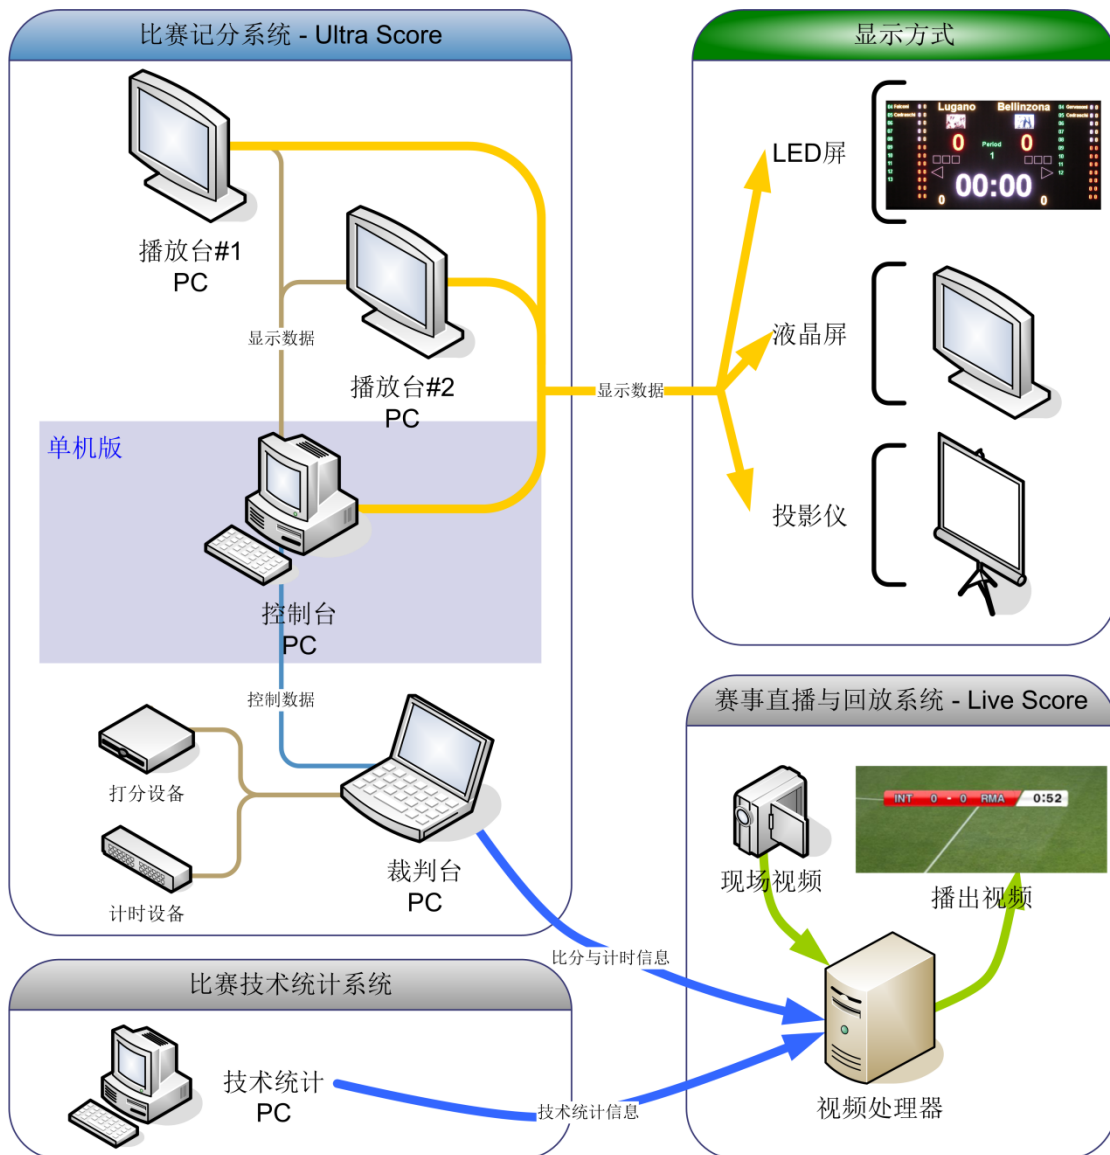 比赛记分系统 - Ultra Score
显示方式
播放台#1
PC
播放台#2
PC
显示数据
显示数据
单机版
控制台
PC
控制数据
打分设备
计时设备
裁判台
PC
LED屏
Lugano
Bellinzona
0
0
Period
1
00:00
0
0
液晶屏
投影仪
赛事直播与回放系统 - Live Score
INT 0 - 0 RMA 0:52
现场视频
播出视频
比分与计时信息
视频处理器
比赛技术统计系统
技术统计
PC
技术统计信息